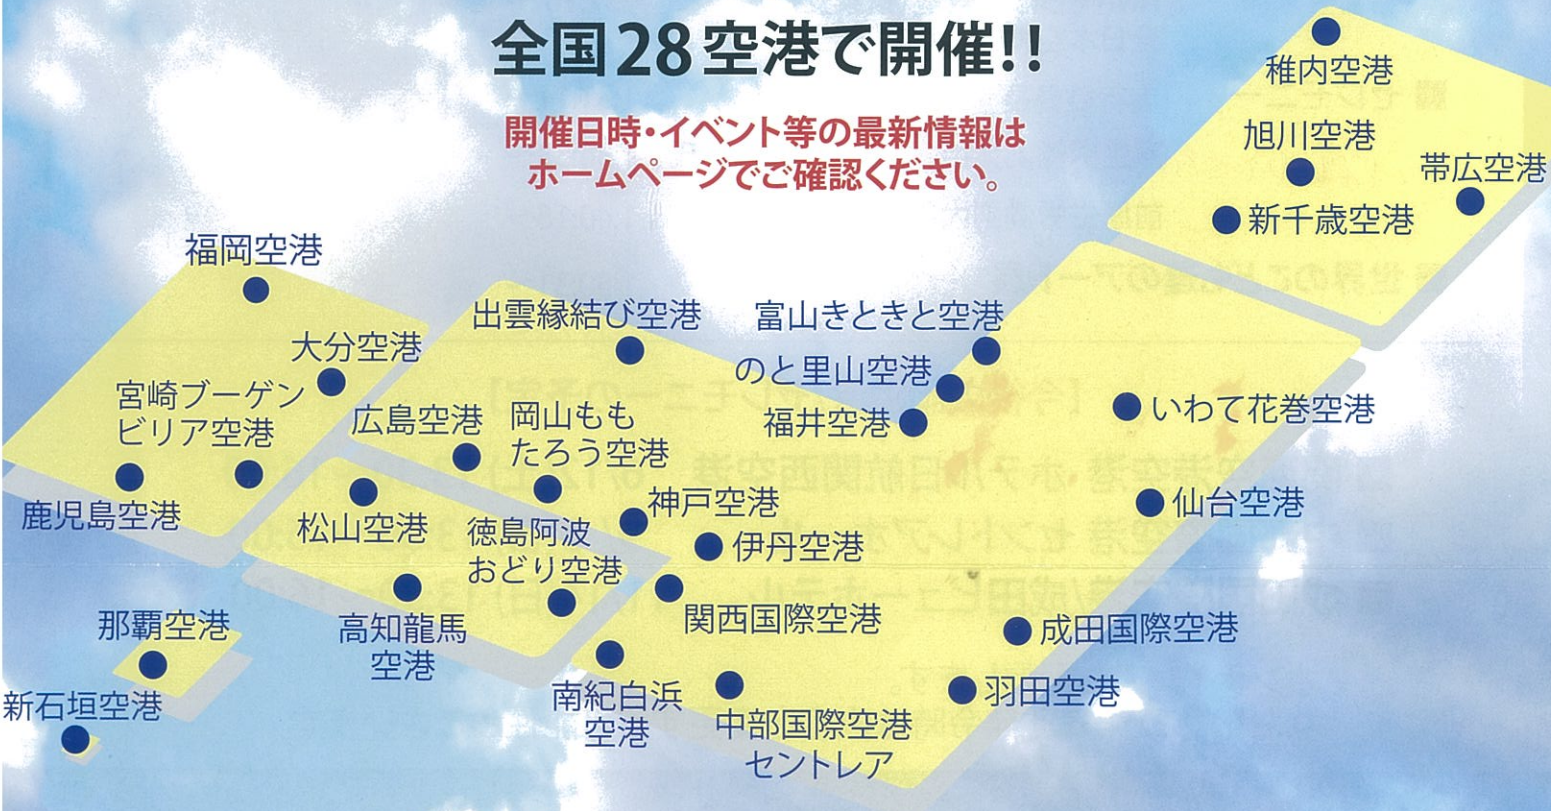 全国28空港で開催!!
開催日時・イベント等の最新情報は
ホームページでご確認ください。
稚内空港
旭川空港
帯広空港
新千歳空港
福岡空港
大分空港
宮崎ブーゲン
ビリア空港
鹿児島空港
出雲縁結び空港
富山きときと空港
のと里山空港
福井空港
広島空港
岡山もも
たろう空港
いわて花巻空港
仙台空港
松山空港
徳島阿波
おどり空港
神戸空港
伊丹空港
関西国際空港
高知龍馬
空港
那覇空港
新石垣空港
南紀白浜
空港
中部国際空港
セントレア
成田国際空港
羽田空港